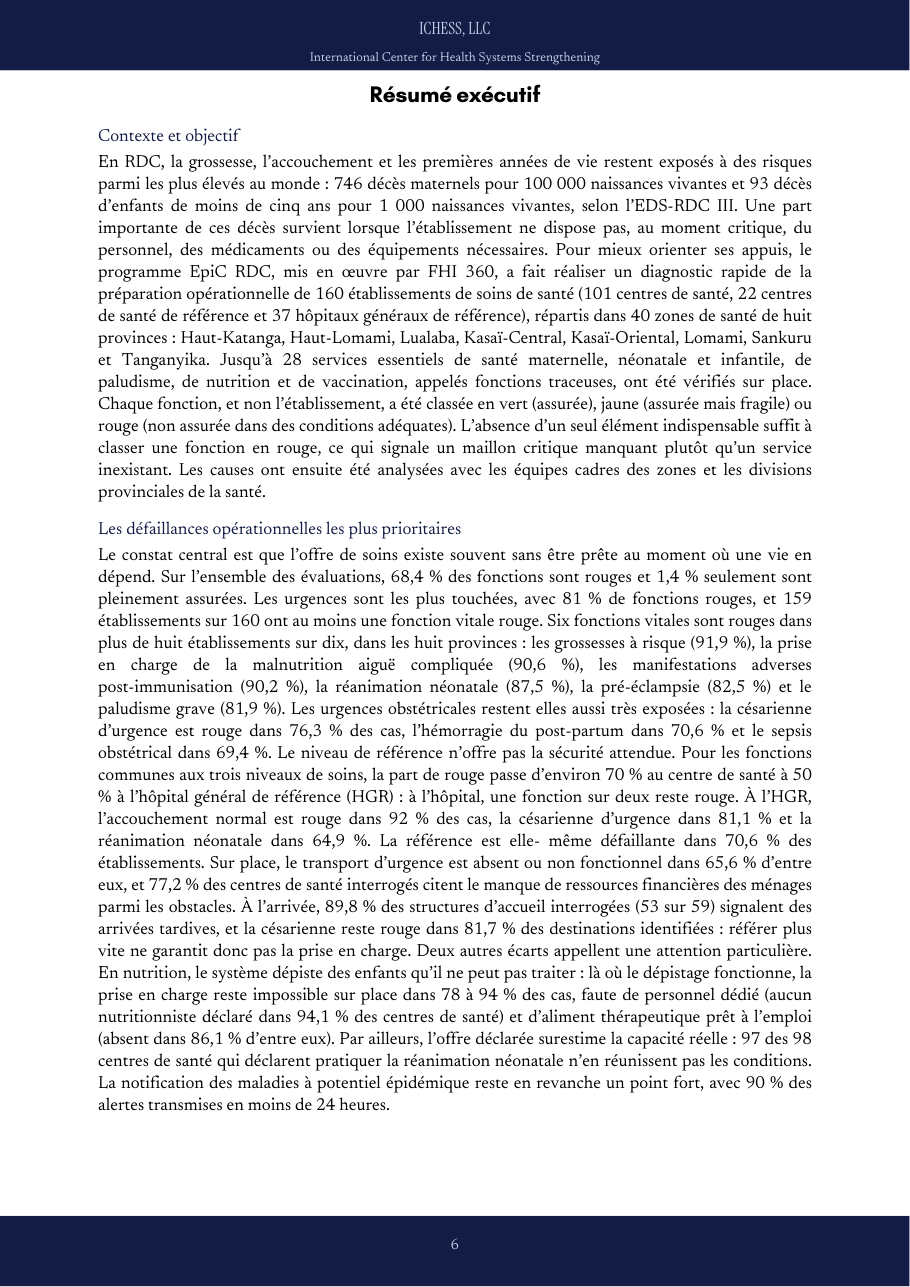 ICHESS, LLC
International Center for Health Systems Strengthening
Résumé exécutif
Contexte et objectif
En RDC, la grossesse, l’accouchement et les premières années de vie restent exposés à des risques
parmi les plus élevés au monde : 746 décès maternels pour 100 000 naissances vivantes et 93 décès
d’enfants de moins de cinq ans pour 1 000 naissances vivantes, selon l’EDS-RDC III. Une part
importante de ces décès survient lorsque l’établissement ne dispose pas, au moment critique, du
personnel, des médicaments ou des équipements nécessaires. Pour mieux orienter ses appuis, le
programme EpiC RDC, mis en œuvre par FHI 360, a fait réaliser un diagnostic rapide de la
préparation opérationnelle de 160 établissements de soins de santé (101 centres de santé, 22 centres
de santé de référence et 37 hôpitaux généraux de référence), répartis dans 40 zones de santé de huit
provinces : Haut-Katanga, Haut-Lomami, Lualaba, Kasaï-Central, Kasaï-Oriental, Lomami, Sankuru
et Tanganyika. Jusqu’à 28 services essentiels de santé maternelle, néonatale et infantile, de
paludisme, de nutrition et de vaccination, appelés fonctions traceuses, ont été vérifiés sur place.
Chaque fonction, et non l’établissement, a été classée en vert (assurée), jaune (assurée mais fragile) ou
rouge (non assurée dans des conditions adéquates). L’absence d’un seul élément indispensable suffit à
classer une fonction en rouge, ce qui signale un maillon critique manquant plutôt qu’un service
inexistant. Les causes ont ensuite été analysées avec les équipes cadres des zones et les divisions
provinciales de la santé.
Les défaillances opérationnelles les plus prioritaires
Le constat central est que l’offre de soins existe souvent sans être prête au moment où une vie en
dépend. Sur l’ensemble des évaluations, 68,4 % des fonctions sont rouges et 1,4 % seulement sont
pleinement assurées. Les urgences sont les plus touchées, avec 81 % de fonctions rouges, et 159
établissements sur 160 ont au moins une fonction vitale rouge. Six fonctions vitales sont rouges dans
plus de huit établissements sur dix, dans les huit provinces : les grossesses à risque (91,9 %), la prise
en charge de la malnutrition aiguë compliquée (90,6 %), les manifestations adverses
post-immunisation (90,2 %), la réanimation néonatale (87,5 %), la pré-éclampsie (82,5 %) et le
paludisme grave (81,9 %). Les urgences obstétricales restent elles aussi très exposées : la césarienne
d’urgence est rouge dans 76,3 % des cas, l’hémorragie du post-partum dans 70,6 % et le sepsis
obstétrical dans 69,4 %. Le niveau de référence n’offre pas la sécurité attendue. Pour les fonctions
communes aux trois niveaux de soins, la part de rouge passe d’environ 70 % au centre de santé à 50
% à l’hôpital général de référence (HGR) : à l’hôpital, une fonction sur deux reste rouge. À l’HGR,
l’accouchement normal est rouge dans 92 % des cas, la césarienne d’urgence dans 81,1 % et la
réanimation néonatale dans 64,9 %. La référence est elle- même défaillante dans 70,6 % des
établissements. Sur place, le transport d’urgence est absent ou non fonctionnel dans 65,6 % d’entre
eux, et 77,2 % des centres de santé interrogés citent le manque de ressources financières des ménages
parmi les obstacles. À l’arrivée, 89,8 % des structures d’accueil interrogées (53 sur 59) signalent des
arrivées tardives, et la césarienne reste rouge dans 81,7 % des destinations identifiées : référer plus
vite ne garantit donc pas la prise en charge. Deux autres écarts appellent une attention particulière.
En nutrition, le système dépiste des enfants qu’il ne peut pas traiter : là où le dépistage fonctionne, la
prise en charge reste impossible sur place dans 78 à 94 % des cas, faute de personnel dédié (aucun
nutritionniste déclaré dans 94,1 % des centres de santé) et d’aliment thérapeutique prêt à l’emploi
(absent dans 86,1 % d’entre eux). Par ailleurs, l’offre déclarée surestime la capacité réelle : 97 des 98
centres de santé qui déclarent pratiquer la réanimation néonatale n’en réunissent pas les conditions.
La notification des maladies à potentiel épidémique reste en revanche un point fort, avec 90 % des
alertes transmises en moins de 24 heures.
6